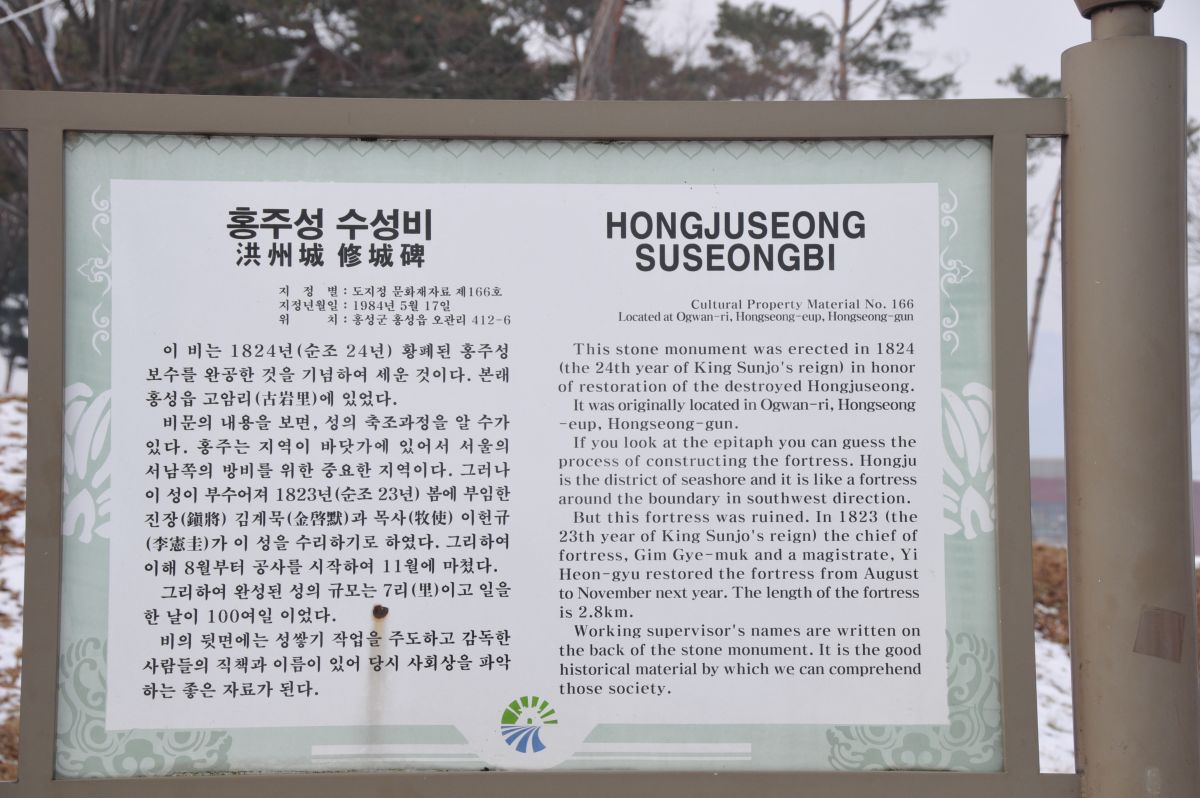 홍주성 수성비
洪州城 修城碑
지 정 별 : 도지정 문화재자료 제166호
지정년월일 : 1984년 5월 17일
위 치 : 홍성군 홍성읍 오관리 412-6
이 비는 1824년(순조 24년) 황폐된 홍주성
보수를 완공한 것을 기념하여 세운 것이다. 본래
홍성읍 고암리(古岩里)에 있었다.
비문의 내용을 보면, 성의 축조과정을 알 수가
있다. 홍주는 지역이 바닷가에 있어서 서울의
서남쪽의 방비를 위한 중요한 지역이다. 그러나
이 성이 부수어져 1823년(순조 23년) 봄에 부임한
진장(鎭將) 김계묵(金啓默)과 목사(牧使) 이헌규
(李憲圭)가 이 성을 수리하기로 하였다. 그리하여
이해 8월부터 공사를 시작하여 11월에 마쳤다.
그리하여 완성된 성의 규모는 7리(里)이고 일을
한 날이 100여일 이었다.
비의 뒷면에는 성쌓기 작업을 주도하고 감독한
사람들의 직책과 이름이 있어 당시 사회상을 파악
하는 좋은 자료가 된다.
HONGJUSEONG
SUSEONGBI
Cultural Property Material No. 166
Located at Ogwan-ri, Hongseong-eup, Hongseong-gun
This stone monument was erected in 1824
(the 24th year of King Sunjo's reign) in honor
of restoration of the destroyed Hongjuseong.
It was originally located in Ogwan-ri, Hongseong
-eup, Hongseong-gun.
If you look at the epitaph you can guess the
process of constructing the fortress. Hongju
is the district of seashore and it is like a fortress
around the boundary in southwest direction.
But this fortress was ruined. In 1823 (the
23th year of King Sunjo's reign) the chief of
fortress, Gim Gye-muk and a magistrate, Yi
Heon-gyu restored the fortress from August
to November next year. The length of the fortress
is 2.8km.
Working supervisor's names are written on
the back of the stone monument. It is the good
historical material by which we can comprehend
those society.